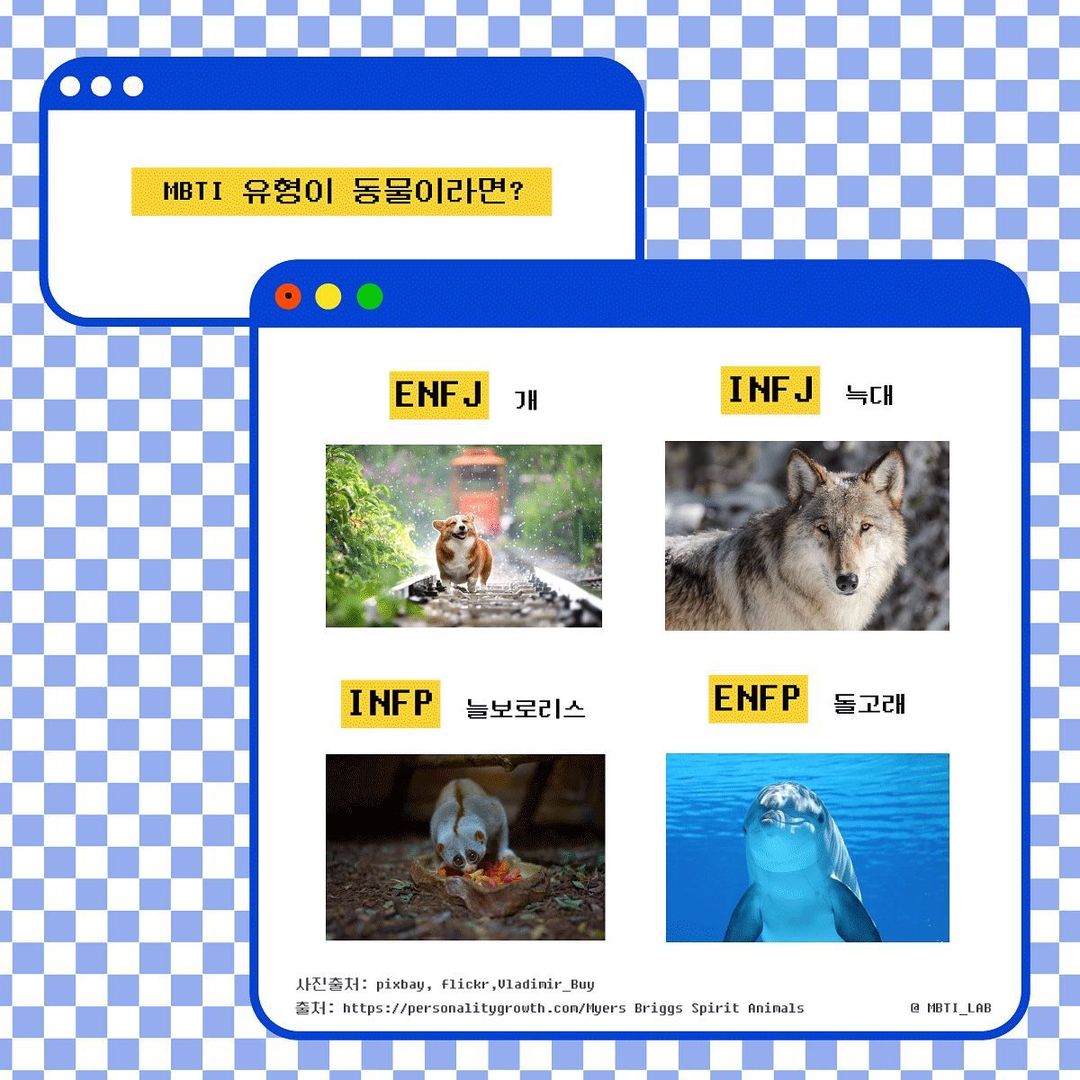 MBTI 유형이 동물이라면?
ENFJ 개
INFJ 늑대
INFP 늘보로리스
ENFP 돌고래
사진출처: pixbay, flickr,Vladimir_Buy
출처: https://personalitygrowth.com/Myers Briggs Spirit Animals
@ MBTI_LAB